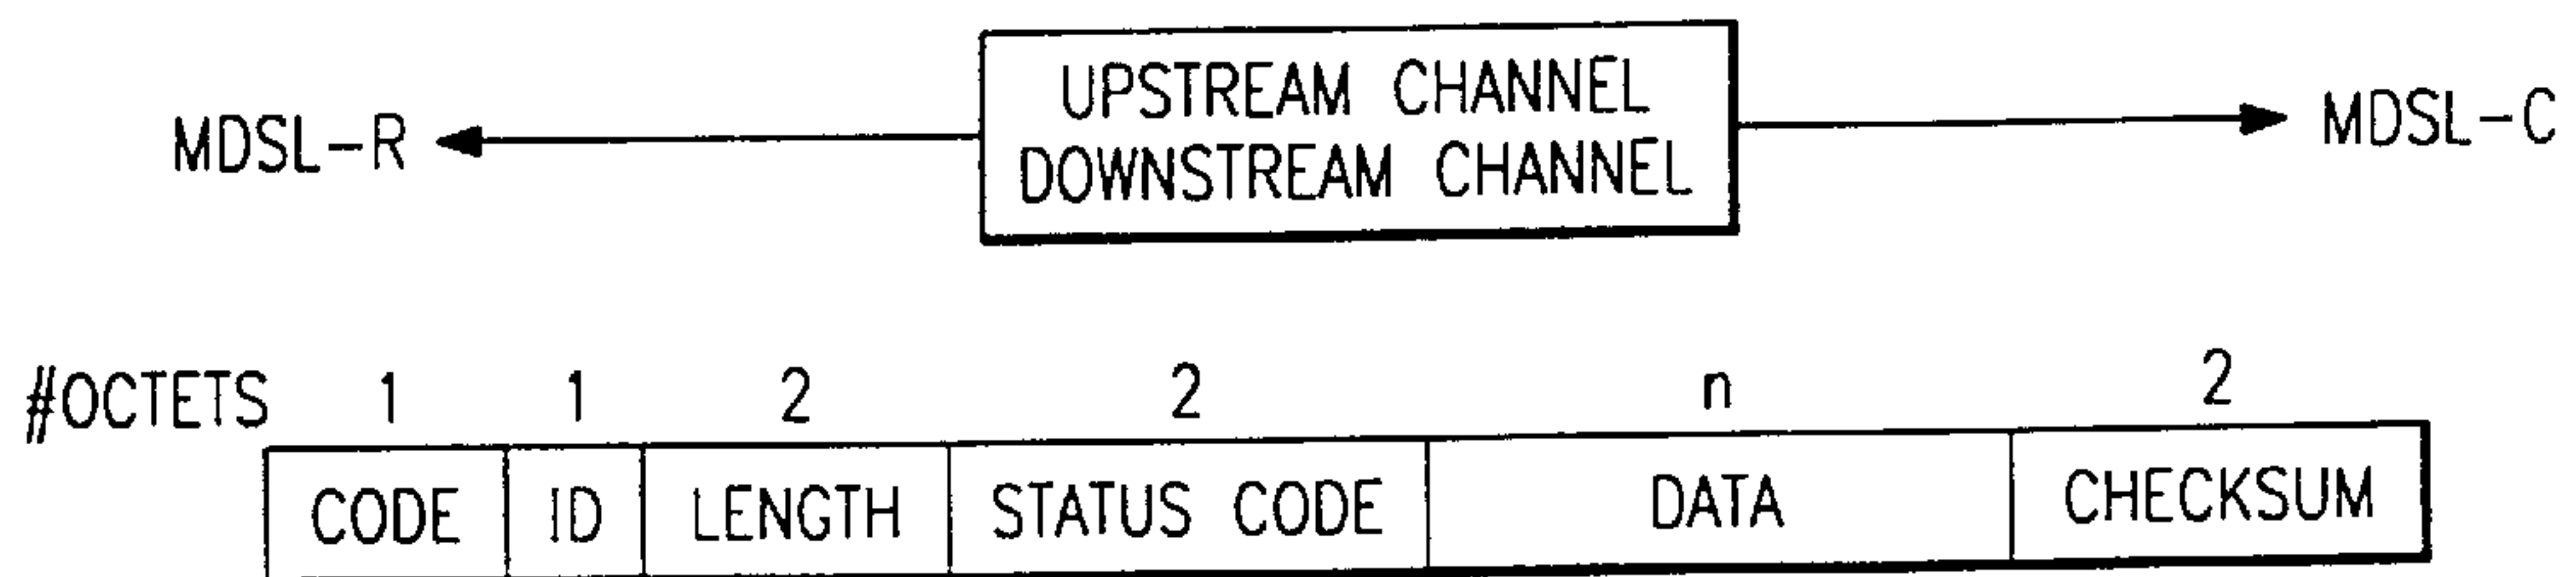 UPSTREAM CHANNEL
MDSL-R MDSL-C
DOWNSTREAM CHANNEL
#OCTETS 1 1 2 2 n 2
CODE ID LENGTH STATUS CODE DATA CHECKSUM